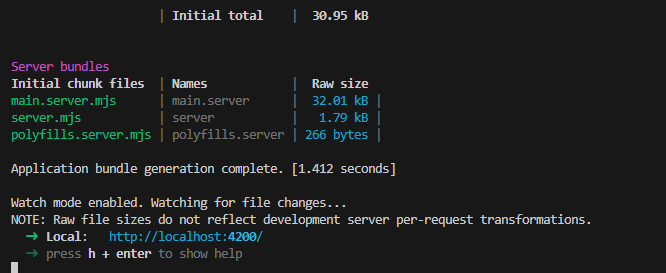 | Initial total | 30.95 kB
Server bundles
Initial chunk files | Names | Raw size
main.server.mjs | main.server | 32.01 kB |
server.mjs | server | 1.79 kB |
polyfills.server.mjs | polyfills.server | 266 bytes |
Application bundle generation complete. [1.412 seconds]
Watch mode enabled. Watching for file changes...
NOTE: Raw file sizes do not reflect development server per-request transformations.
➜ Local: http://localhost:4200/
➜ press h + enter to show help